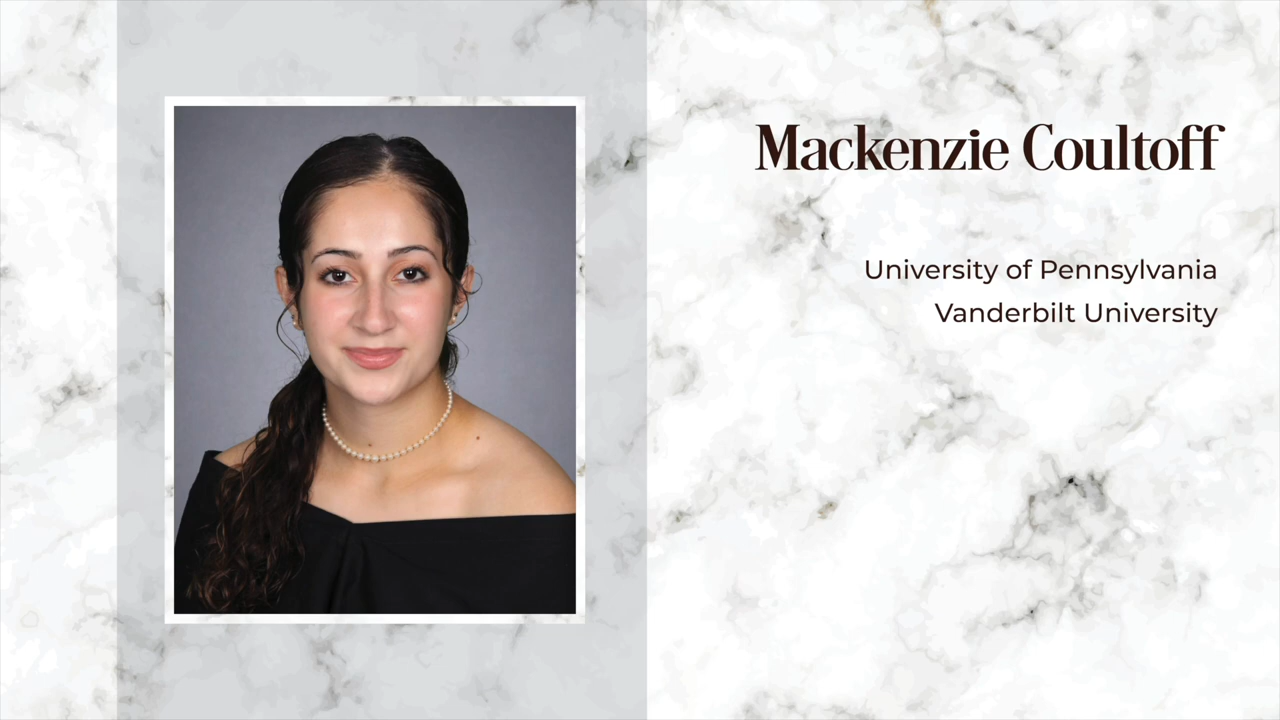 Mackenzie Coultoff
University of Pennsylvania
Vanderbilt University